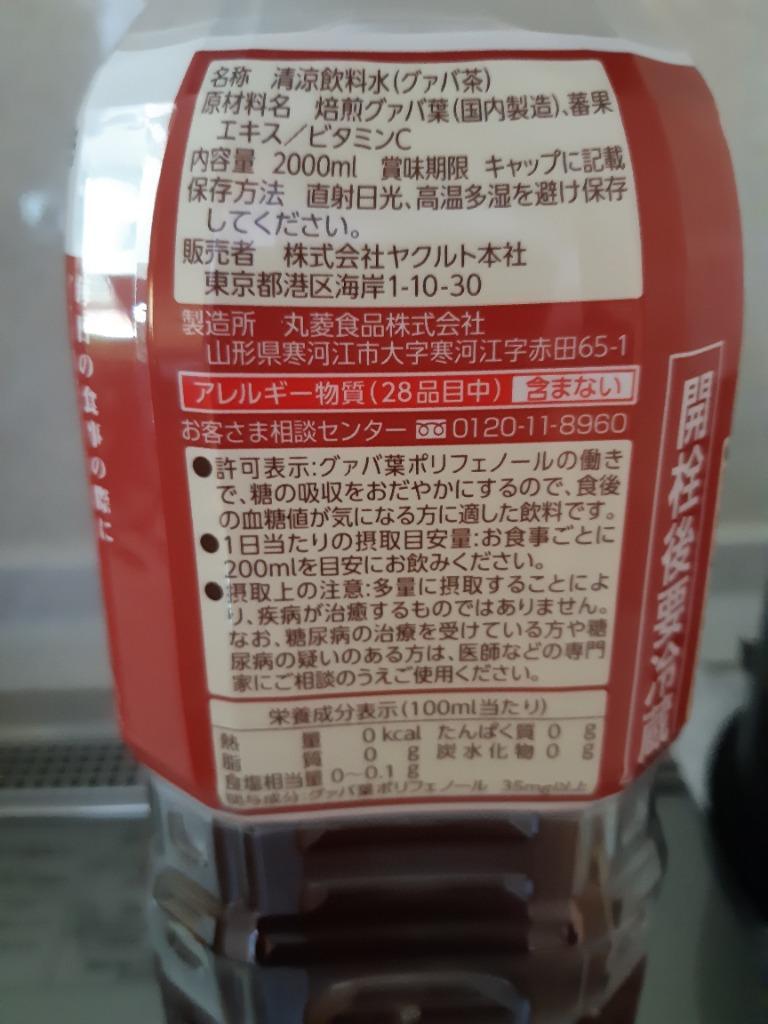 名称 清涼飲料水(グァバ茶)
原材料名 焙煎グァバ葉(国内製造)、蕃果
エキス/ビタミンC
内容量 2000ml 賞味期限 キャップに記載
保存方法 直射日光、高温多湿を避け保存
してください。
販売者 株式会社ヤクルト本社
東京都港区海岸1-10-30
製造所 丸菱食品株式会社
山形県寒河江市大字寒河江字赤田65-1
アレルギー物質(28品目中) 含まない
お客さま相談センター 0120-11-8960
●許可表示:グァバ葉ポリフェノールの働き
で、糖の吸収をおだやかにするので、食後
の血糖値が気になる方に適した飲料です。
●1日当たりの摂取目安量:お食事ごとに
200mlを目安にお飲みください。
●摂取上の注意:多量に摂取することによ
り、疾病が治癒するものではありません。
なお、糖尿病の治療を受けている方や糖
尿病の疑いのある方は、医師などの専門
家にご相談のうえご使用ください。
栄養成分表示(100ml当たり)
熱量 0kcal たんぱく質 0g
脂質 0g 炭水化物 0g
食塩相当量 0~0.1g
関与成分:グァバ葉ポリフェノール 35mg以上
開栓後要冷蔵
の食事の際に